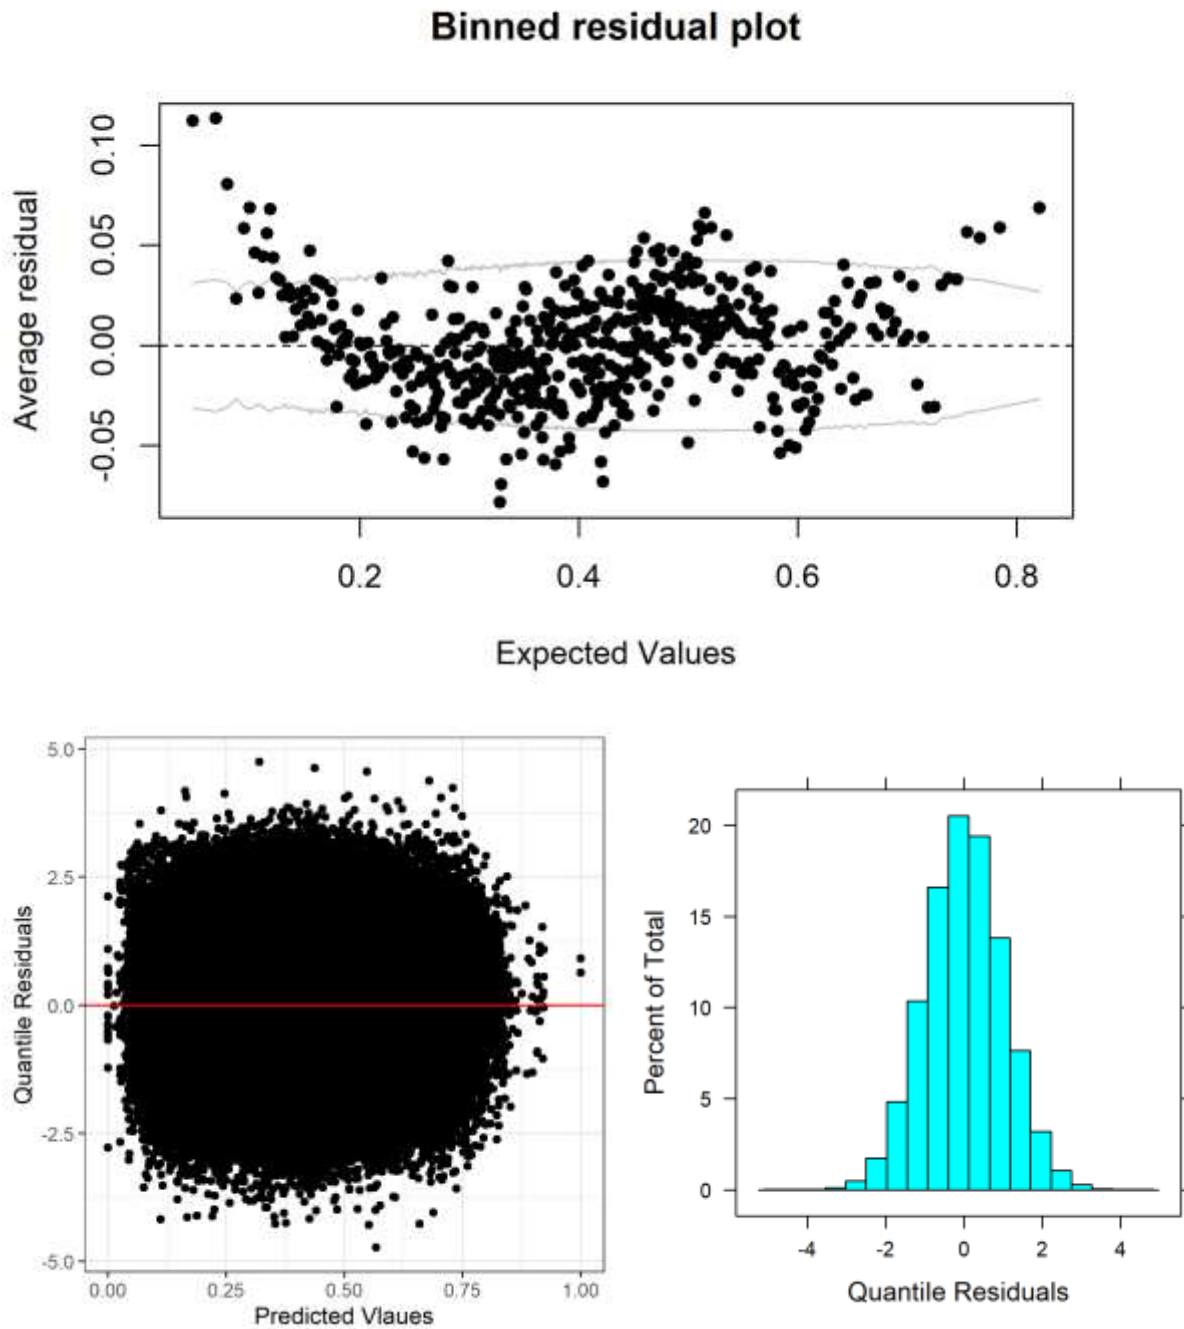 Binned residual plot
Average residual
0.10
0.05
0.00
-0.05
0.2 0.4 0.6 0.8
Expected Values
Quantile Residuals
5.0
2.5
0.0
-2.5
-5.0
0.00 0.25 0.50 0.75 1.00
Predicted Vlaues
Percent of Total
20
15
10
5
0
-4 -2 0 2 4
Quantile Residuals